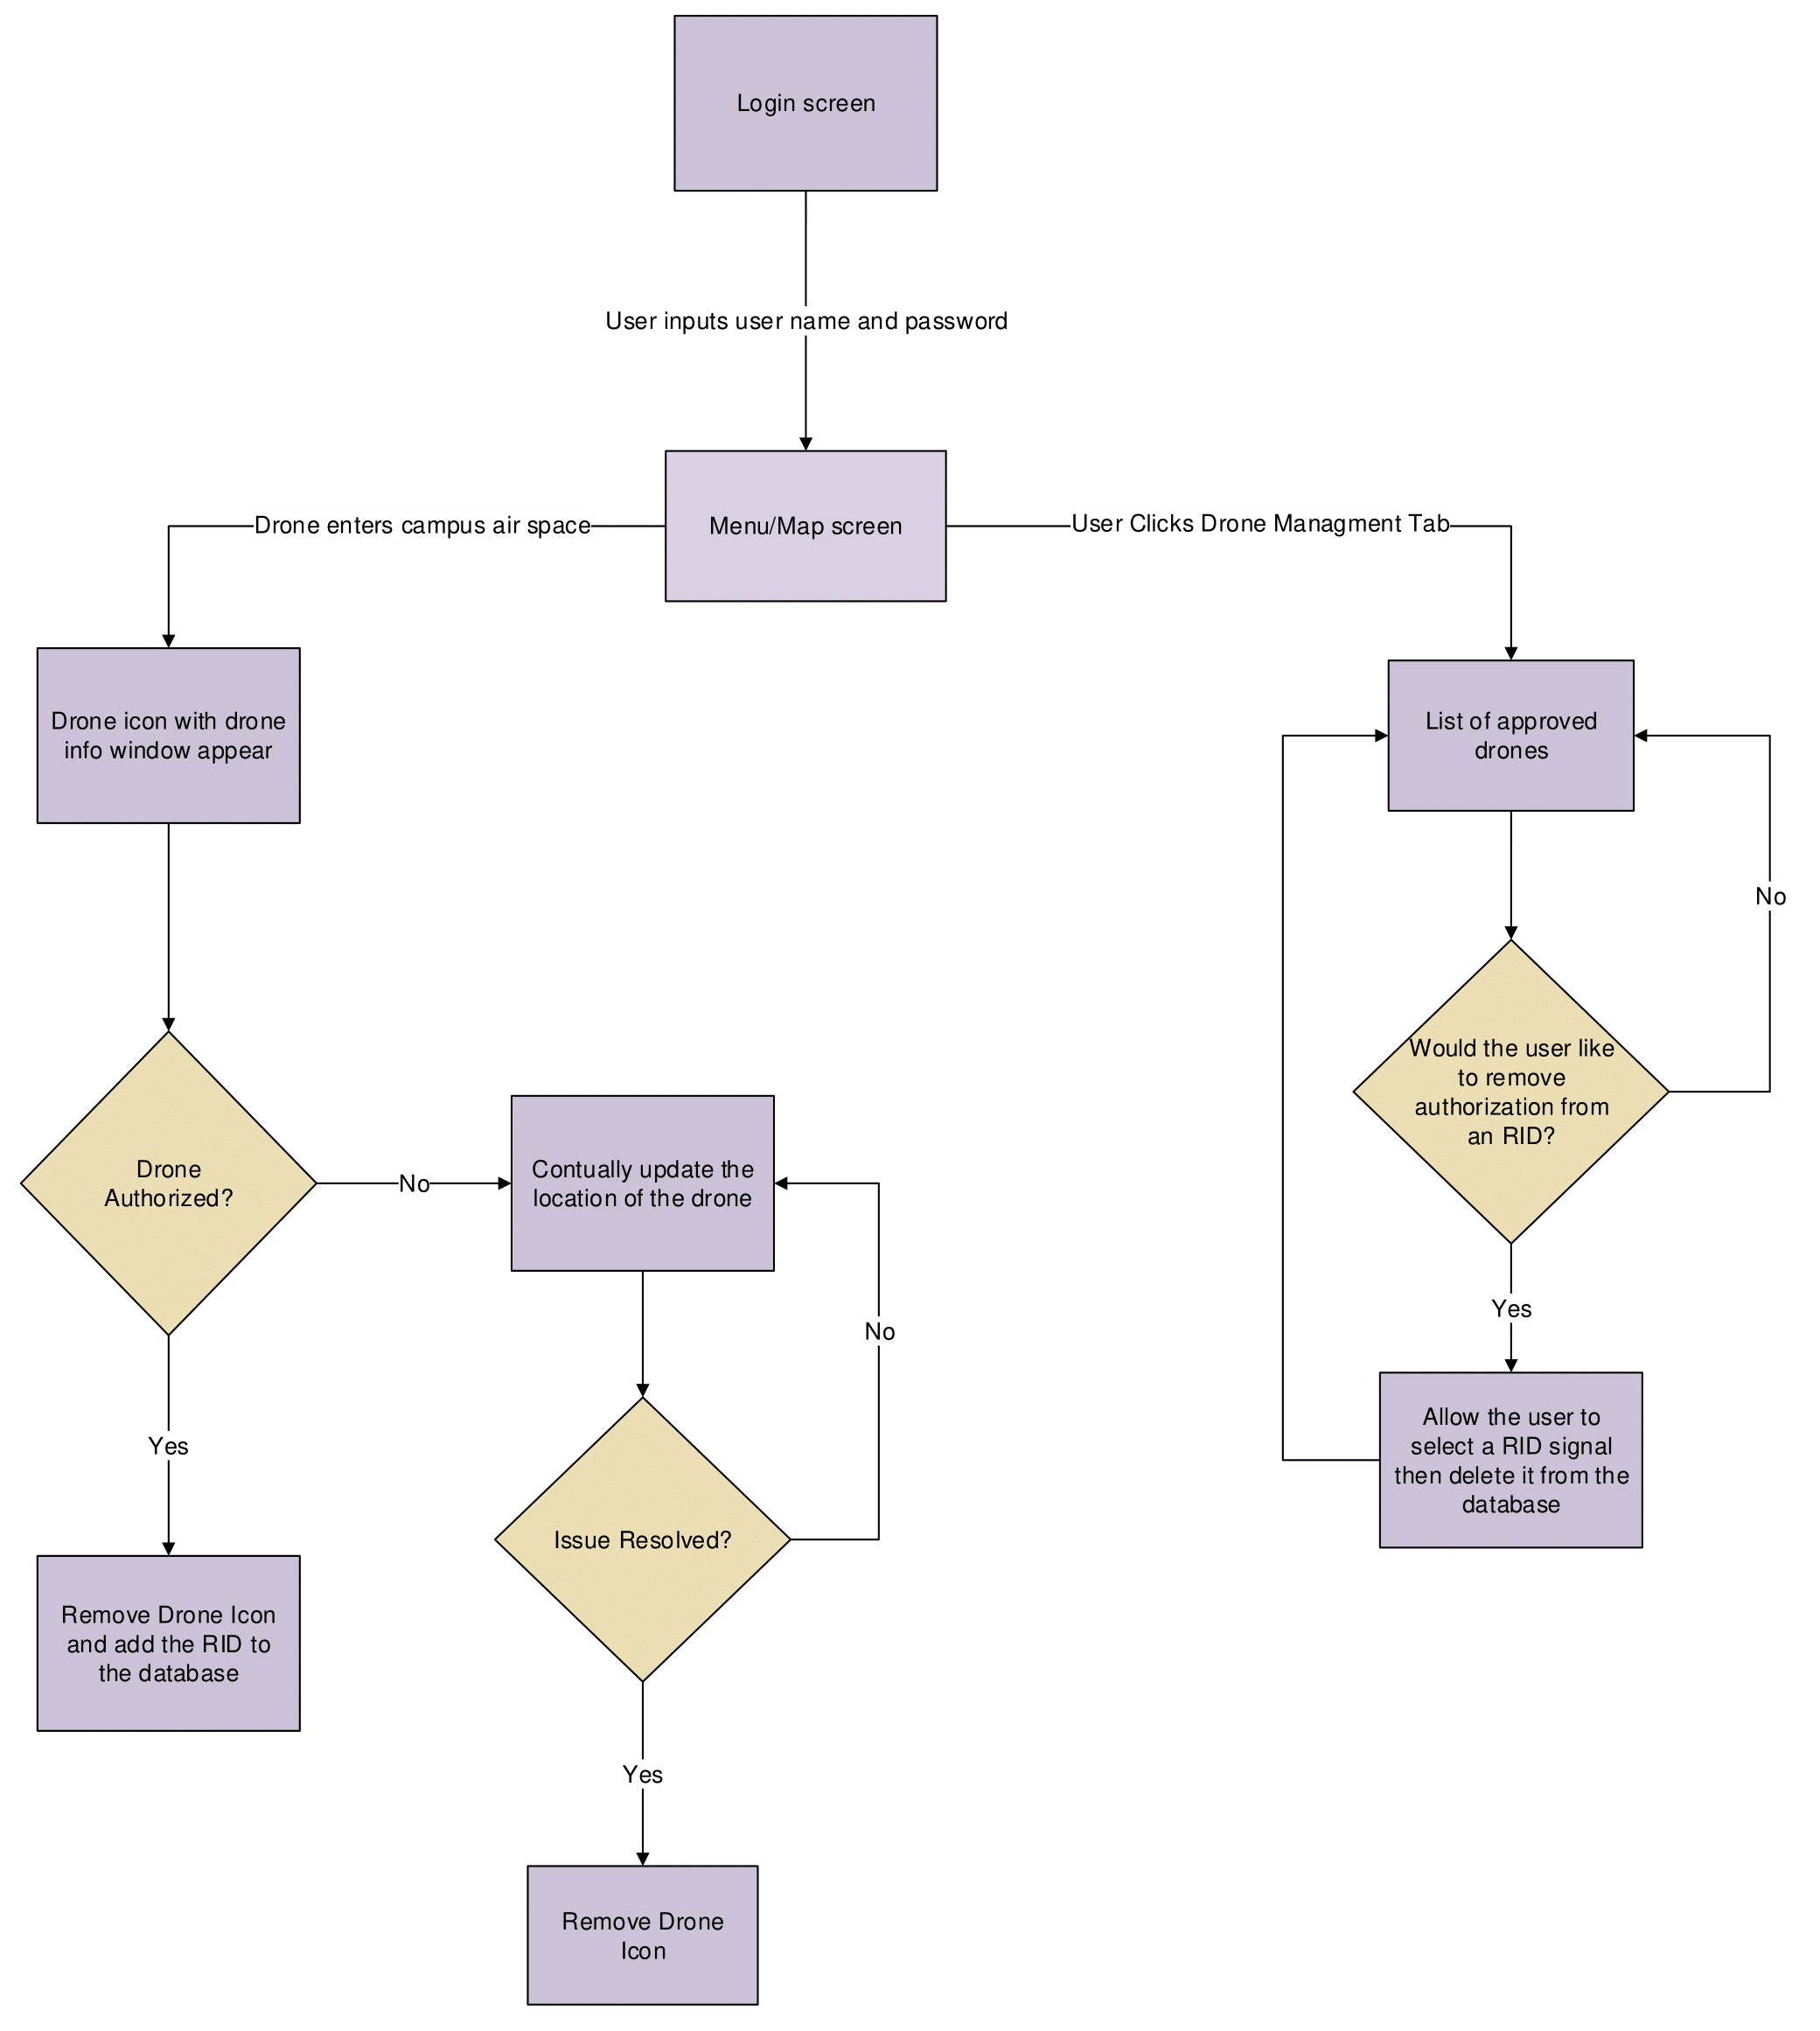 Login screen
User inputs user name and password
Menu/Map screen
Drone enters campus air space
User Clicks Drone Managment Tab
Drone icon with drone
info window appear
List of approved
drones
No
Would the user like
to remove
authorization from
an RID?
Drone
Authorized?
No
Contually update the
location of the drone
No
Yes
Allow the user to
select a RID signal
then delete it from the
database
Yes
Issue Resolved?
Remove Drone Icon
and add the RID to
the database
Yes
Remove Drone
Icon